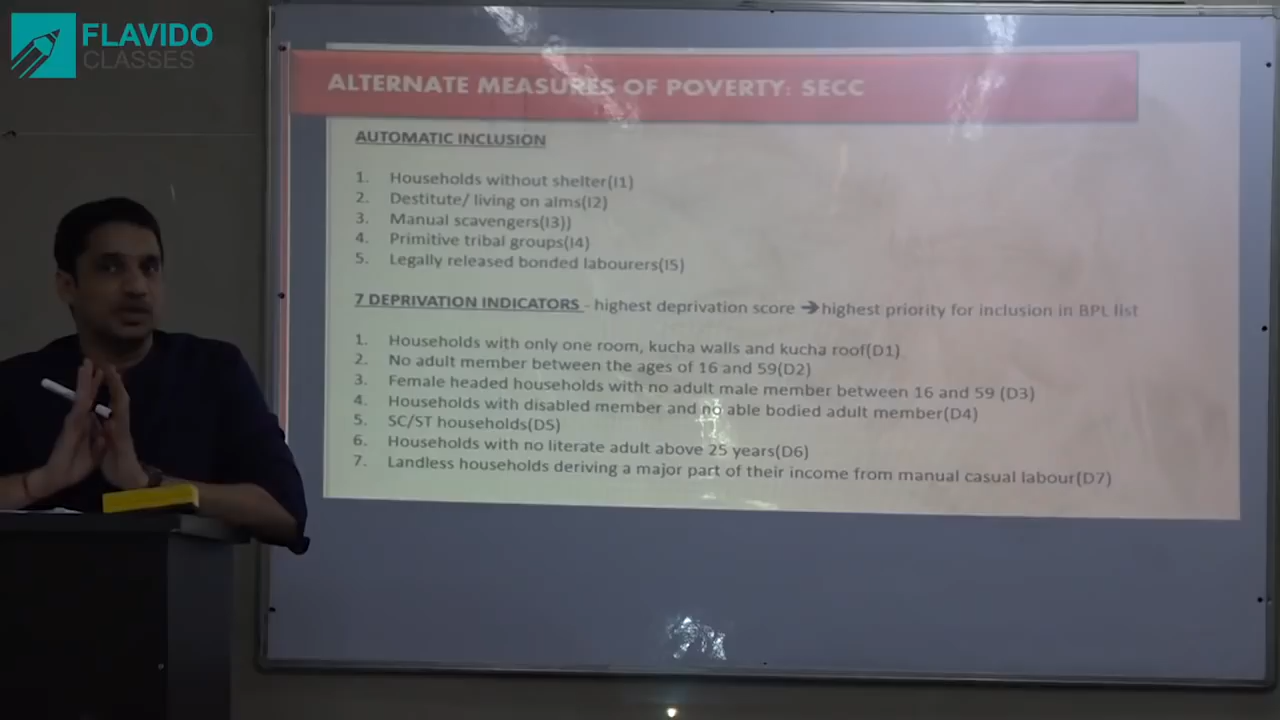 FLAVIDO
CLASSES
ALTERNATE MEASURES OF POVERTY: SECC
AUTOMATIC INCLUSION
1. Households without shelter(I1)
2. Destitute/ living on alms(I2)
3. Manual scavengers(I3))
4. Primitive tribal groups(I4)
5. Legally released bonded labourers(I5)
7 DEPRIVATION INDICATORS - highest deprivation score ➔highest priority for inclusion in BPL list
1. Households with only one room, kucha walls and kucha roof(D1)
2. No adult member between the ages of 16 and 59(D2)
3. Female headed households with no adult male member between 16 and 59 (D3)
4. Households with disabled member and no able bodied adult member(D4)
5. SC/ST households(D5)
6. Households with no literate adult above 25 years(D6)
7. Landless households deriving a major part of their income from manual casual labour(D7)